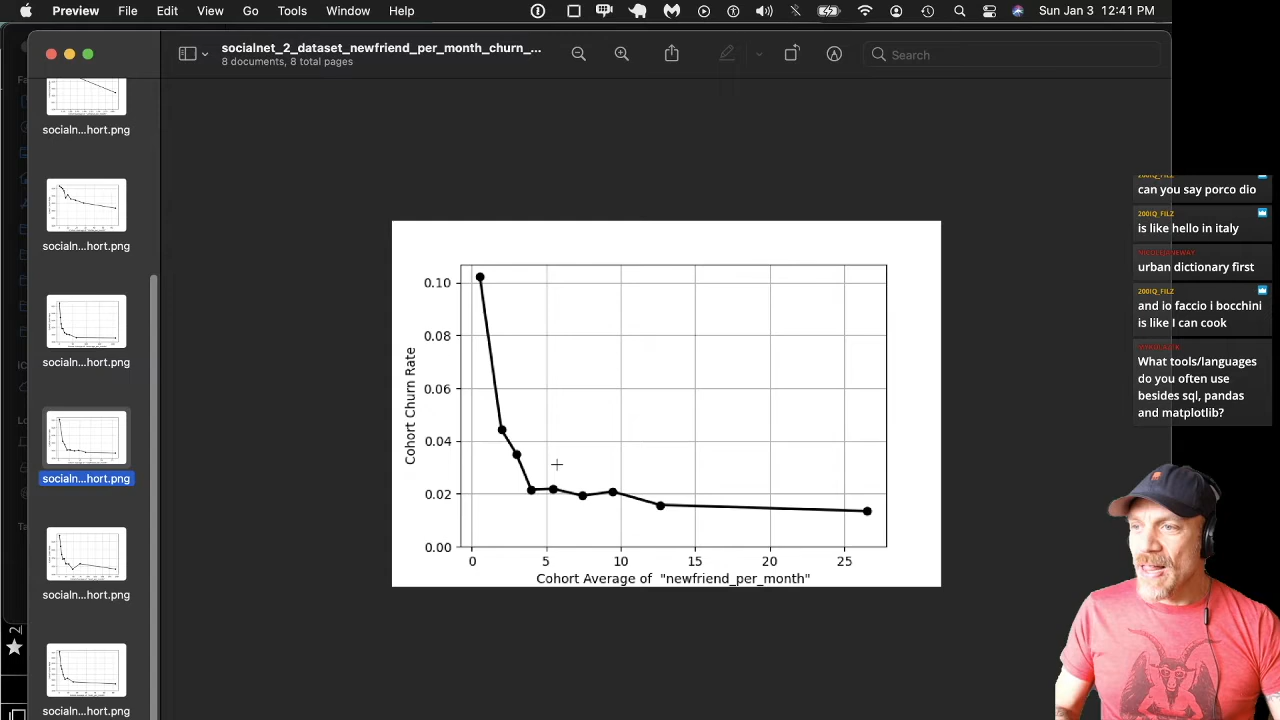 Preview File Edit View Go Tools Window Help
Sun Jan 3 12:41 PM
socialnet_2_dataset_newfriend_per_month_churn_...
8 documents, 8 total pages
Search
socialn...hort.png
socialn...hort.png
socialn...hort.png
socialn...hort.png
socialn...hort.png
socialn...hort.png
0.10
0.08
0.06
0.04
0.02
0.00
Cohort Churn Rate
0 5 10 15 20 25
Cohort Average of "newfriend_per_month"
200IQ_FILZ
can you say porco dio
200IQ_FILZ
is like hello in italy
urban dictionary first
200IQ_FILZ
and io faccio i bocchini
is like I can cook
What tools/languages
do you often use
besides sql, pandas
and matplotlib?